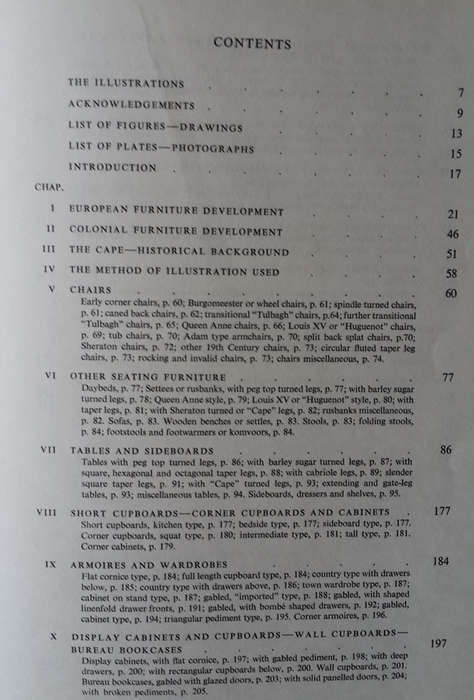 CONTENTS
THE ILLUSTRATIONS . . . . . . 7
ACKNOWLEDGEMENTS . . . . . . 9
LIST OF FIGURES—DRAWINGS . . . . . 13
LIST OF PLATES—PHOTOGRAPHS . . . . . 15
INTRODUCTION . . . . . . . 17
CHAP.
I EUROPEAN FURNITURE DEVELOPMENT . . . . 21
II COLONIAL FURNITURE DEVELOPMENT . . . . 46
III THE CAPE—HISTORICAL BACKGROUND . . . . 51
IV THE METHOD OF ILLUSTRATION USED . . . . 58
V CHAIRS . . . . . . . . 60
Early corner chairs, p. 60; Burgomeester or wheel chairs, p. 61; spindle turned chairs,
p. 61; caned back chairs, p. 62; transitional "Tulbagh" chairs, p.64; further transitional
"Tulbagh" chairs, p. 65; Queen Anne chairs, p. 66; Louis XV or "Huguenot" chairs,
p. 69; tub chairs, p. 70; Adam type armchairs, p. 70; split back splat chairs, p.70;
Sheraton chairs, p. 72; other 19th Century chairs, p. 73; circular fluted taper leg
chairs, p. 73; rocking and invalid chairs, p. 73; chairs miscellaneous, p. 74.
VI OTHER SEATING FURNITURE . . . . . . 77
Daybeds, p. 77; Settees or rusbanks, with peg top turned legs, p. 77; with barley sugar
turned legs, p. 78; Queen Anne style, p. 79; Louis XV or "Huguenot" style, p. 80; with
taper legs, p. 81; with Sheraton turned or "Cape" legs, p. 82; rusbanks miscellaneous,
p. 82. Sofas, p. 83. Wooden benches or settles, p. 83. Stools, p. 83; folding stools,
p. 84; footstools and footwarmers or komvoors, p. 84.
VII TABLES AND SIDEBOARDS . . . . . . 86
Tables with peg top turned legs, p. 86; with barley sugar turned legs, p. 87; with
square, hexagonal and octagonal taper legs, p. 88; with cabriole legs, p. 89; slender
square taper legs, p. 91; with "Cape" turned legs, p. 93; extending and gate-leg
tables, p. 93; miscellaneous tables, p. 94. Sideboards, dressers and shelves, p. 95.
VIII SHORT CUPBOARDS—CORNER CUPBOARDS AND CABINETS . 177
Short cupboards, kitchen type, p. 177; bedside type, p. 177; sideboard type, p. 177.
Corner cupboards, squat type, p. 180; intermediate type, p. 181; tall type, p. 181.
Corner cabinets, p. 179.
IX ARMOIRES AND WARDROBES . . . . . . 184
Flat cornice type, p. 184; full length cupboard type, p. 184; country type with drawers
below, p. 185; country type with drawers above, p. 186; town wardrobe type, p. 187;
cabinet on stand type, p. 187; gabled, "imported" type, p. 188; gabled, with shaped
linenfold drawer fronts, p. 191; gabled, with bombé shaped drawers, p. 192; gabled,
cabinet type, p. 194; triangular pediment type, p. 195. Corner armoires, p. 196.
X DISPLAY CABINETS AND CUPBOARDS—WALL CUPBOARDS—
BUREAU BOOKCASES . . . . . . . 197
Display cabinets, with flat cornice, p. 197; with gabled pediment, p. 198; with deep
drawers, p. 200; with rectangular cupboards below, p. 200. Wall cupboards, p. 201.
Bureau bookcases, gabled with glazed doors, p. 203; with solid panelled doors, p. 204;
with broken pediments, p. 205.